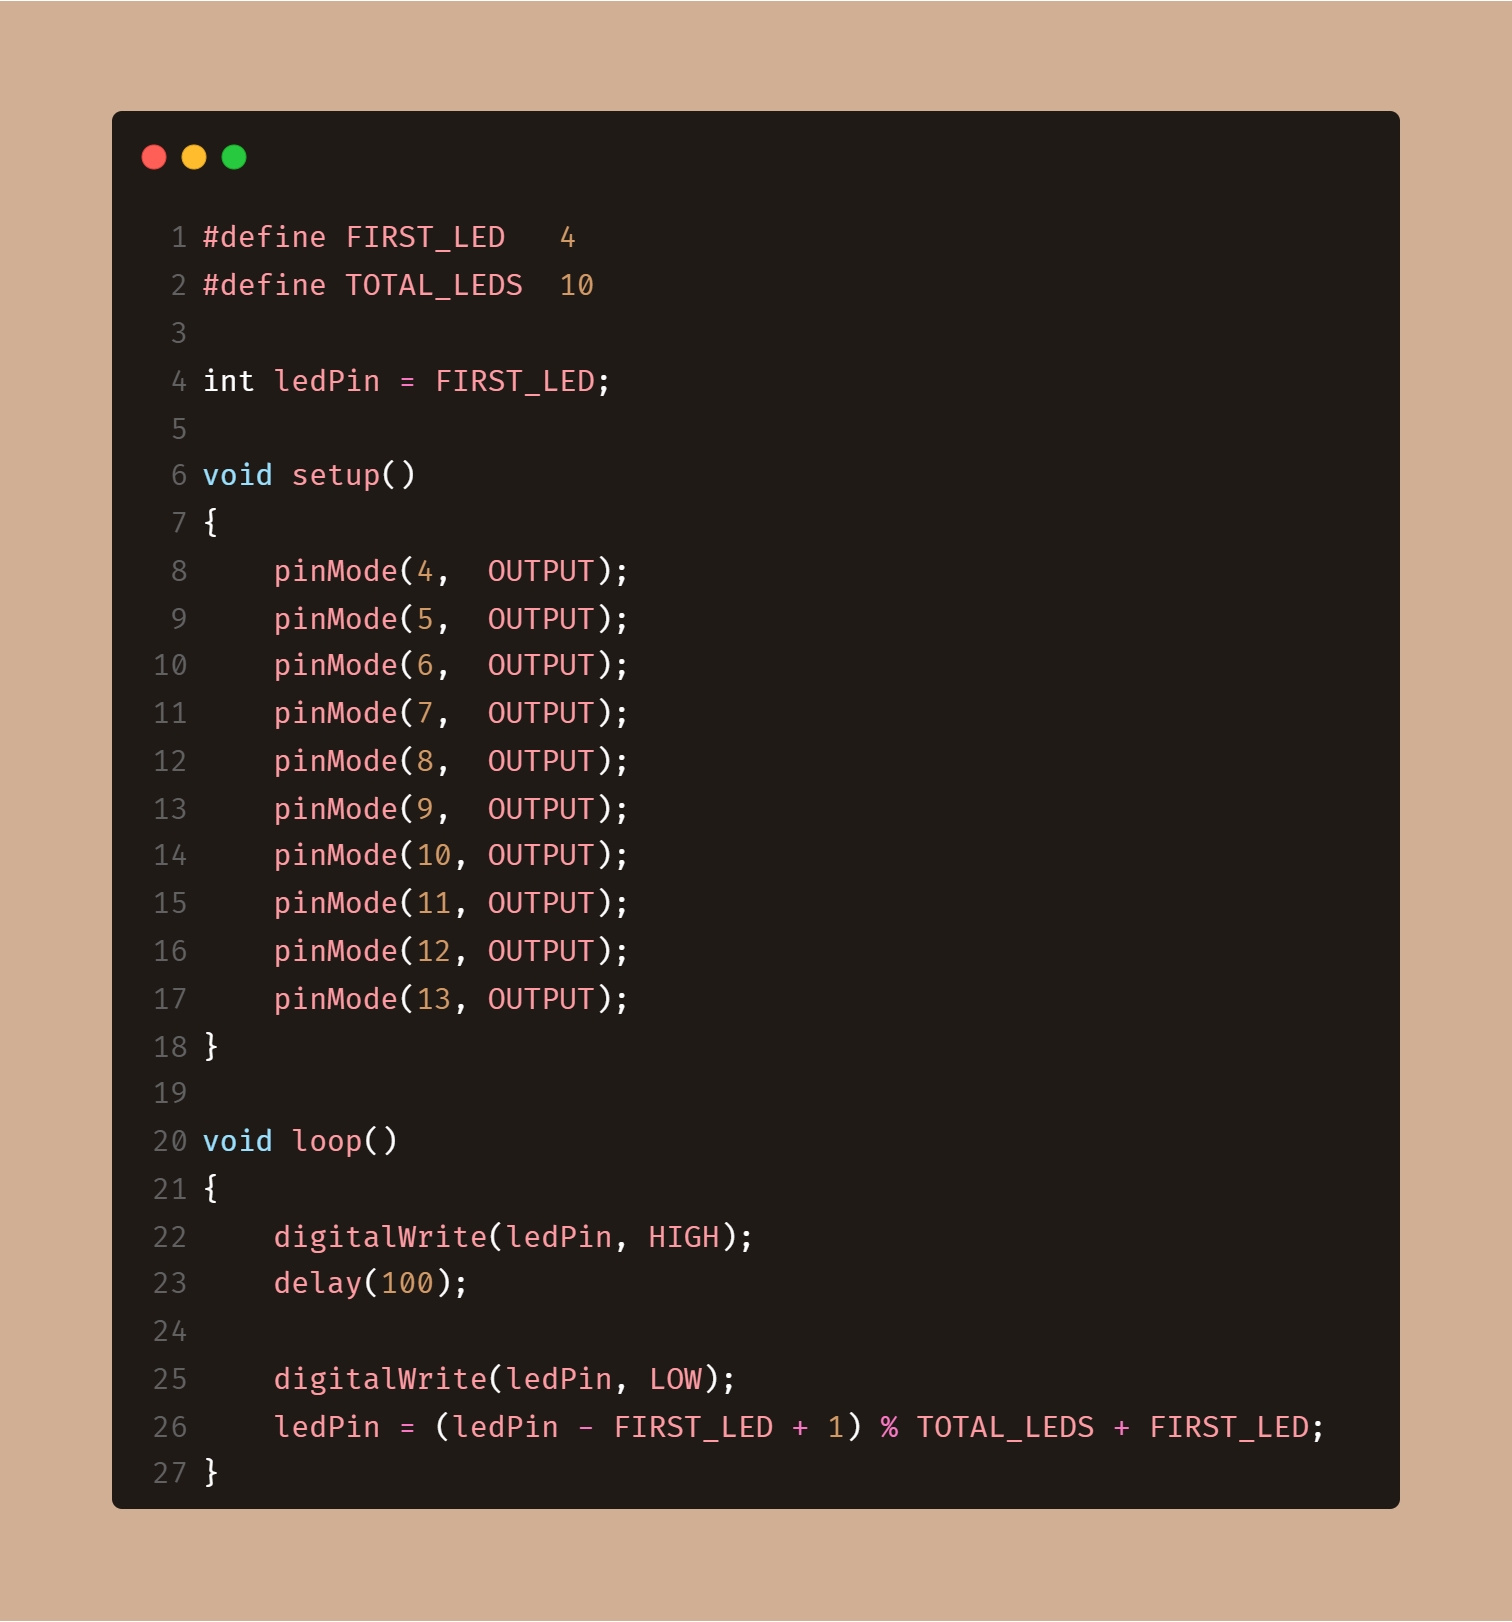 1 #define FIRST_LED   4
2 #define TOTAL_LEDS  10
3
4 int ledPin = FIRST_LED;
5
6 void setup()
7 {
8     pinMode(4,  OUTPUT);
9     pinMode(5,  OUTPUT);
10     pinMode(6,  OUTPUT);
11     pinMode(7,  OUTPUT);
12     pinMode(8,  OUTPUT);
13     pinMode(9,  OUTPUT);
14     pinMode(10, OUTPUT);
15     pinMode(11, OUTPUT);
16     pinMode(12, OUTPUT);
17     pinMode(13, OUTPUT);
18 }
19
20 void loop()
21 {
22     digitalWrite(ledPin, HIGH);
23     delay(100);
24
25     digitalWrite(ledPin, LOW);
26     ledPin = (ledPin - FIRST_LED + 1) % TOTAL_LEDS + FIRST_LED;
27 }